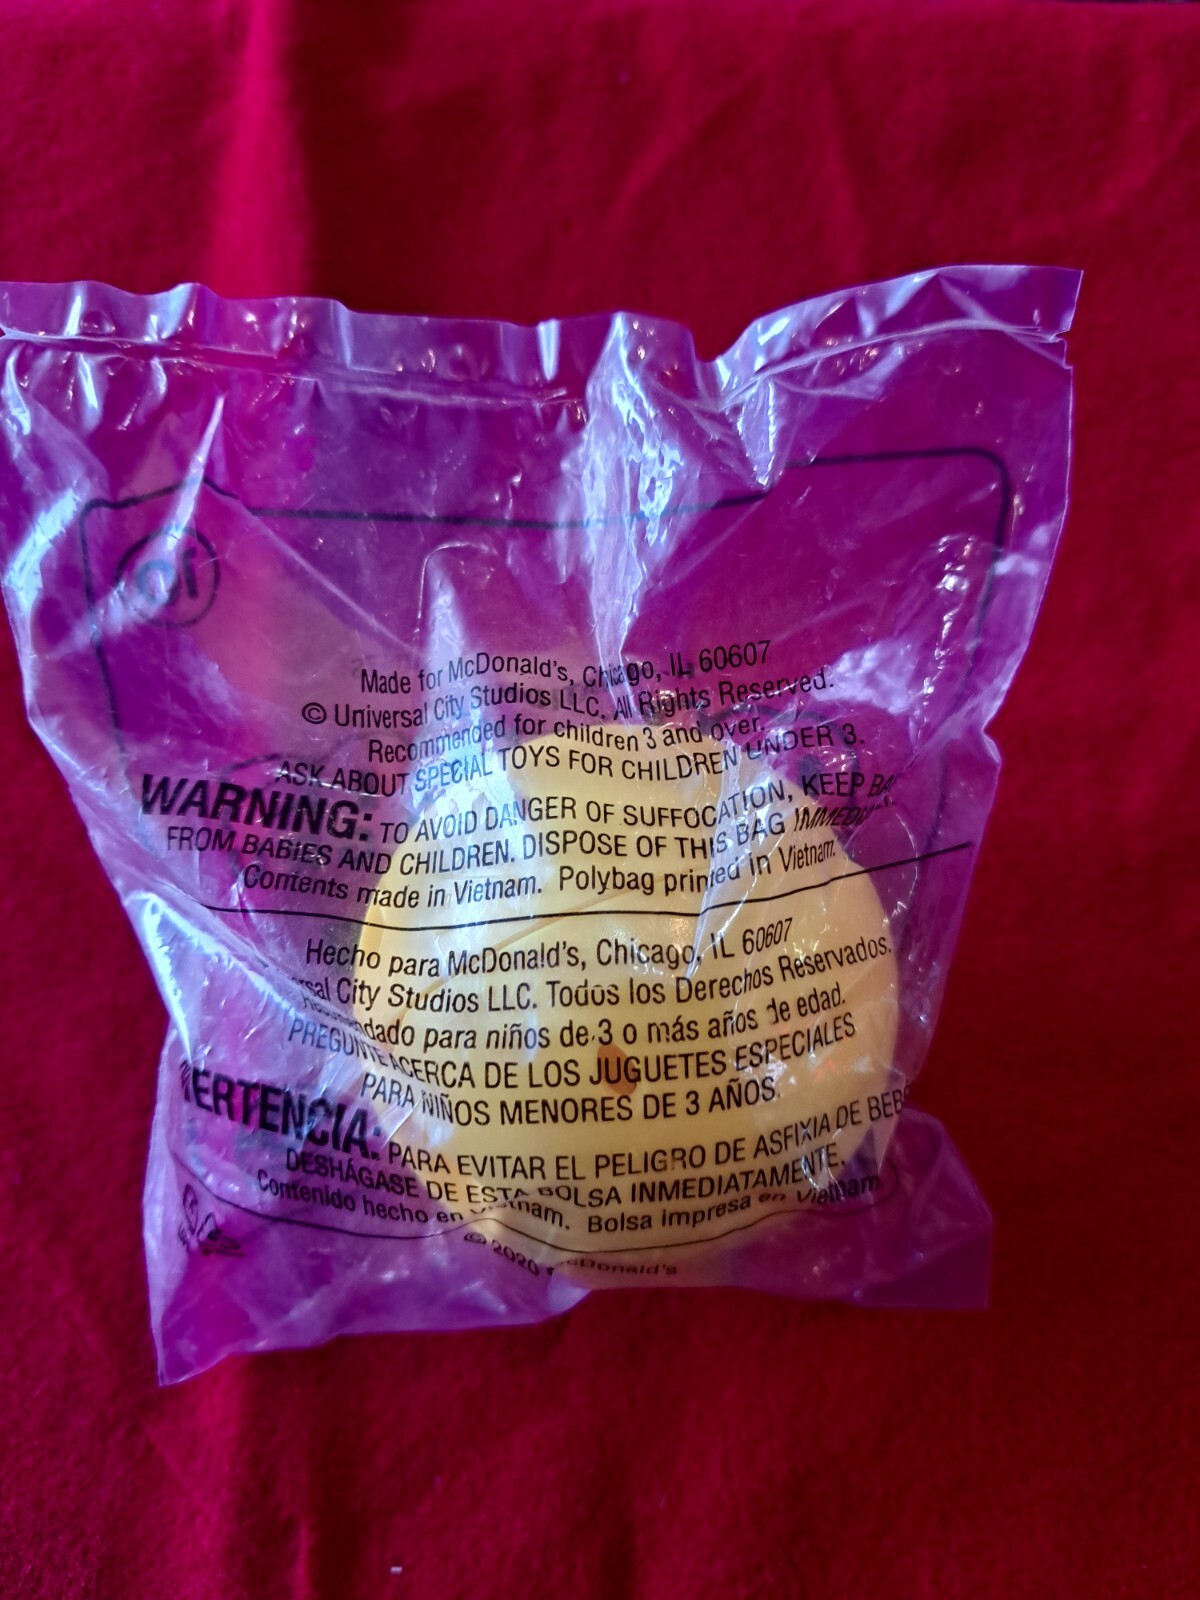 Made for McDonald's, Chicago, IL 60607
© Universal City Studios LLC. All Rights Reserved.
Recommended for children 3 and over.
ASK ABOUT SPECIAL TOYS FOR CHILDREN UNDER 3.
WARNING: TO AVOID DANGER OF SUFFOCATION, KEEP
FROM BABIES AND CHILDREN. DISPOSE OF THIS BAG
Contents made in Vietnam. Polybag printed in Vietnam.
Hecho para McDonald's, Chicago, IL 60607
City Studios LLC. Todos los Derechos Reservados.
para niños de 3 o más años de edad.
PREGUNTE ACERCA DE LOS JUGUETES ESPECIALES
PARA NIÑOS MENORES DE 3 AÑOS.
PARA EVITAR EL PELIGRO DE ASFIXIA DE
DESHÁGASE DE ESTA BOLSA INMEDIATAMENTE.
Contenido hecho en Vietnam. Bolsa impresa en Vietnam
© 2020 McDonald's